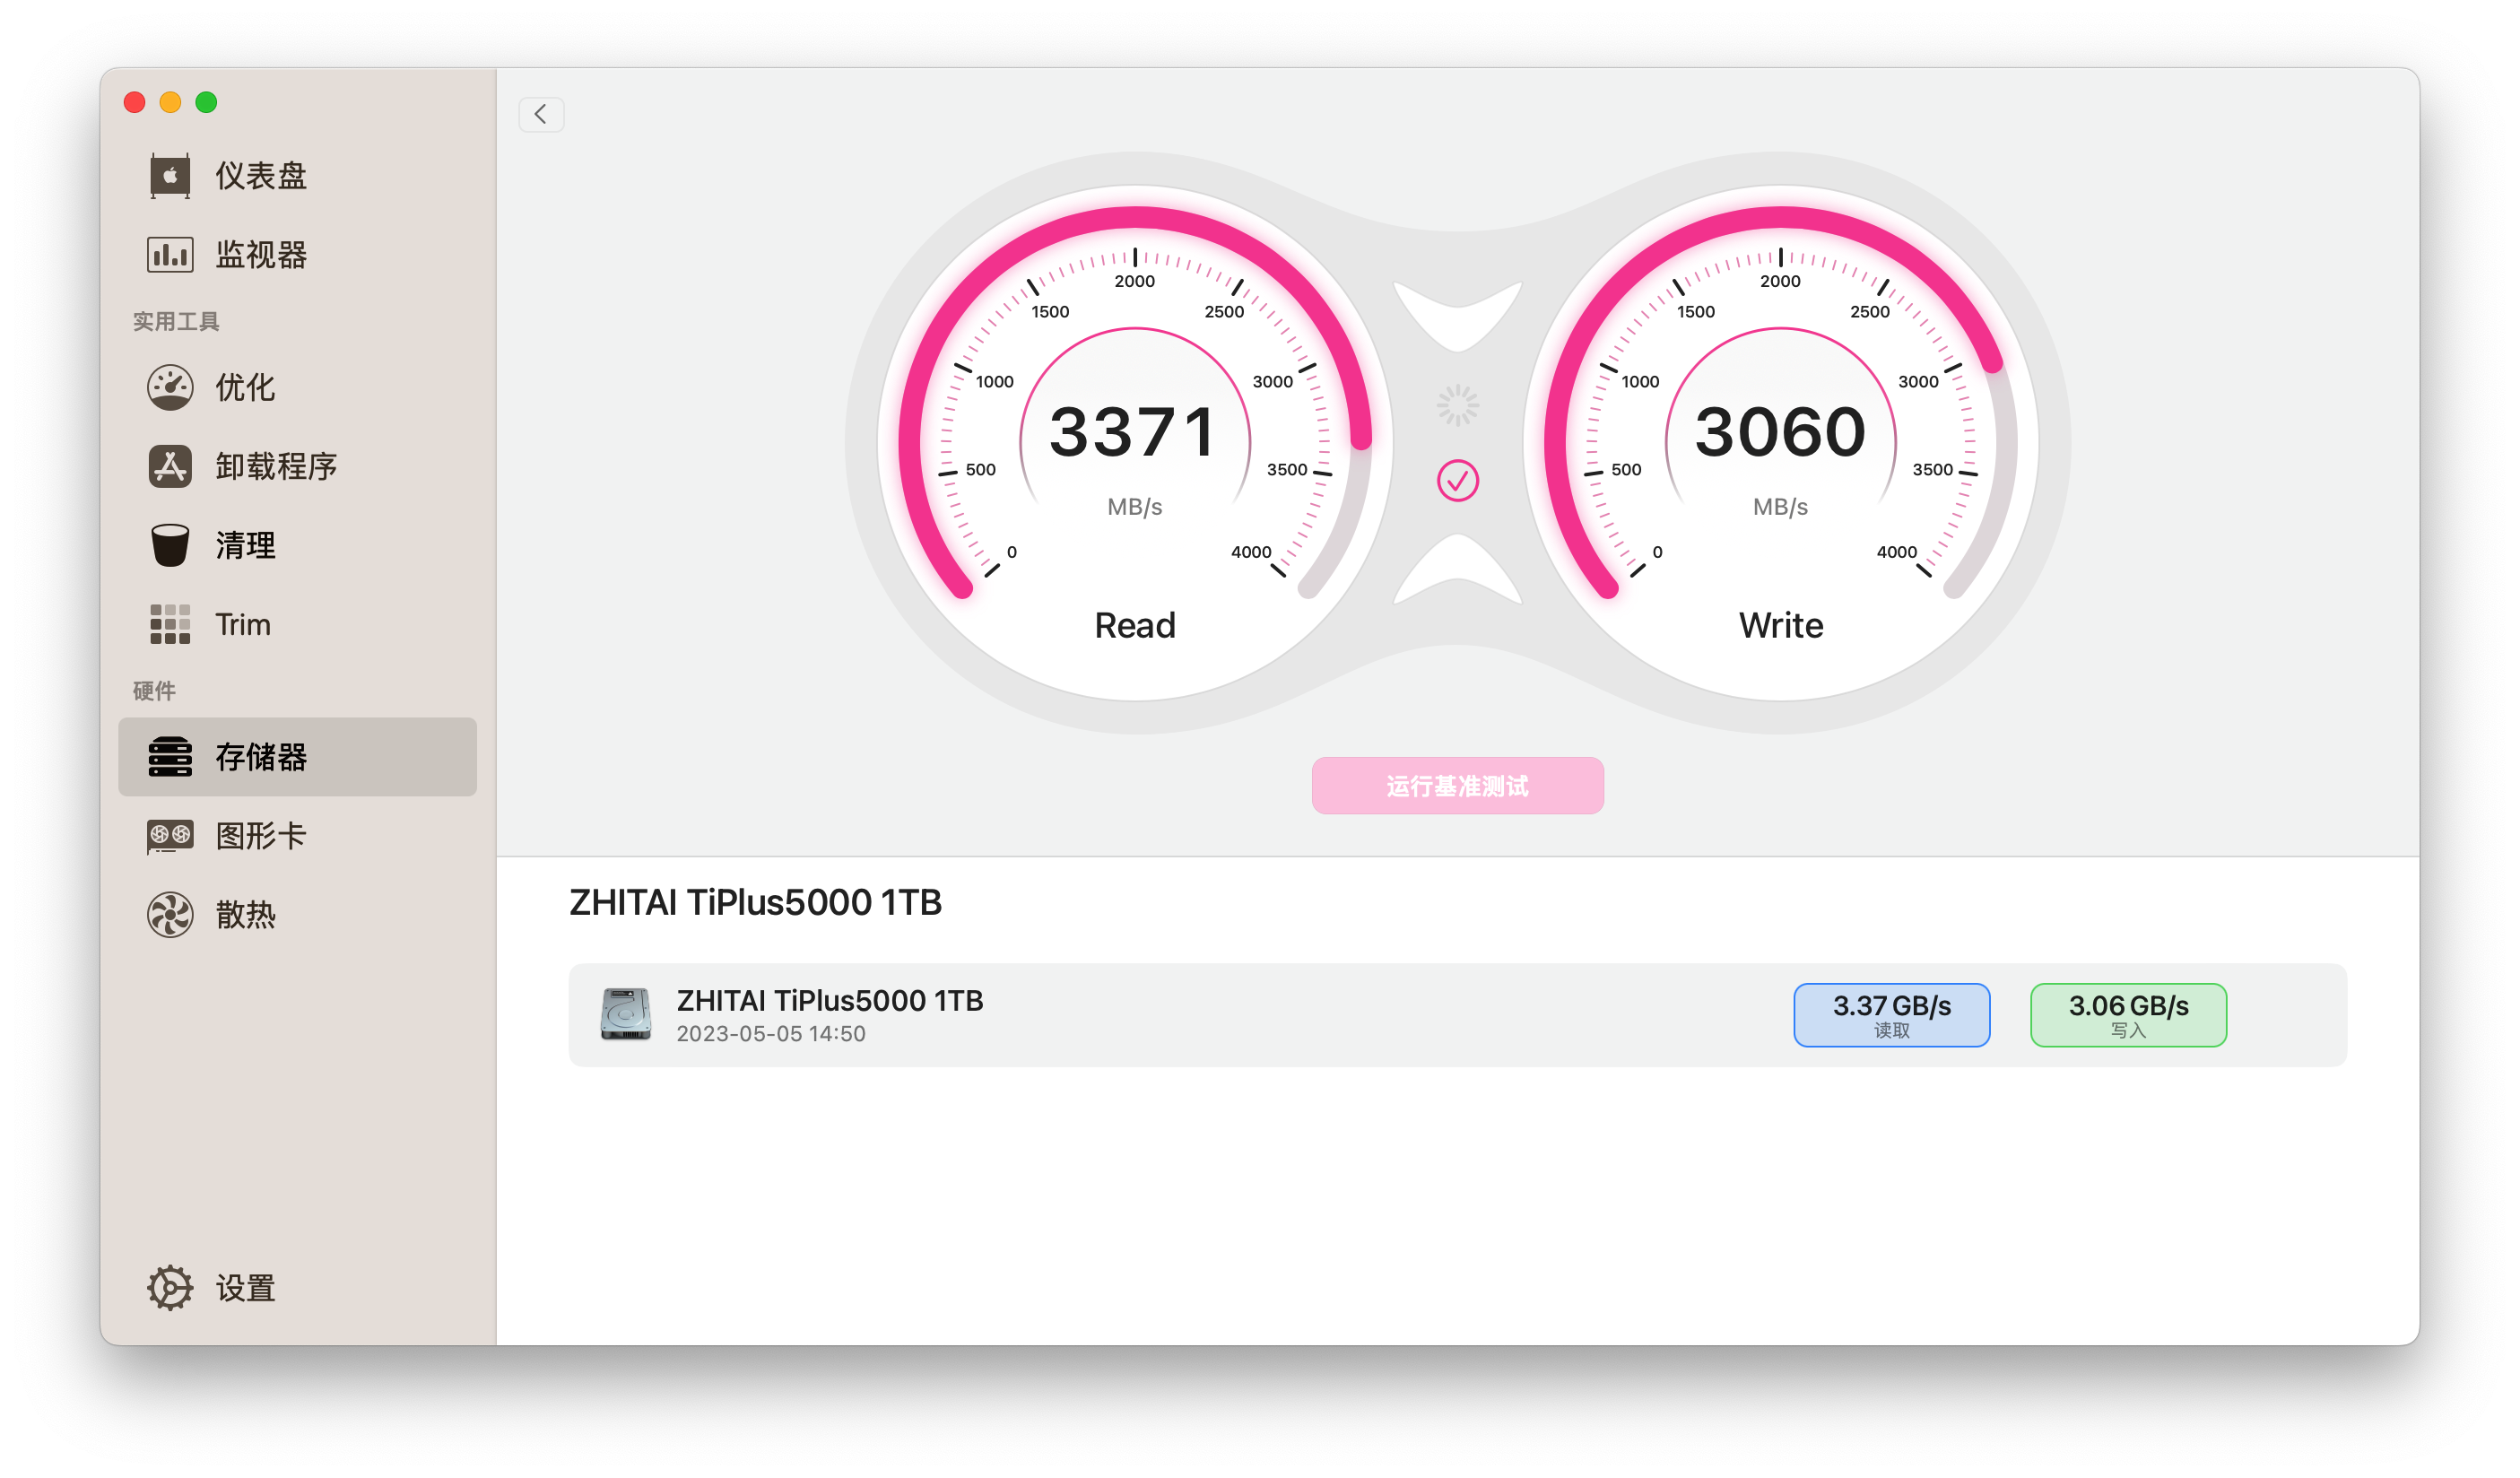 仪表盘
监视器
实用工具
优化
卸载程序
清理
Trim
硬件
存储器
图形卡
散热
设置
0
500
1000
1500
2000
2500
3000
3500
4000
3371
MB/s
Read
0
500
1000
1500
2000
2500
3000
3500
4000
3060
MB/s
Write
运行基准测试
ZHITAI TiPlus5000 1TB
ZHITAI TiPlus5000 1TB
2023-05-05 14:50
3.37 GB/s
读取
3.06 GB/s
写入